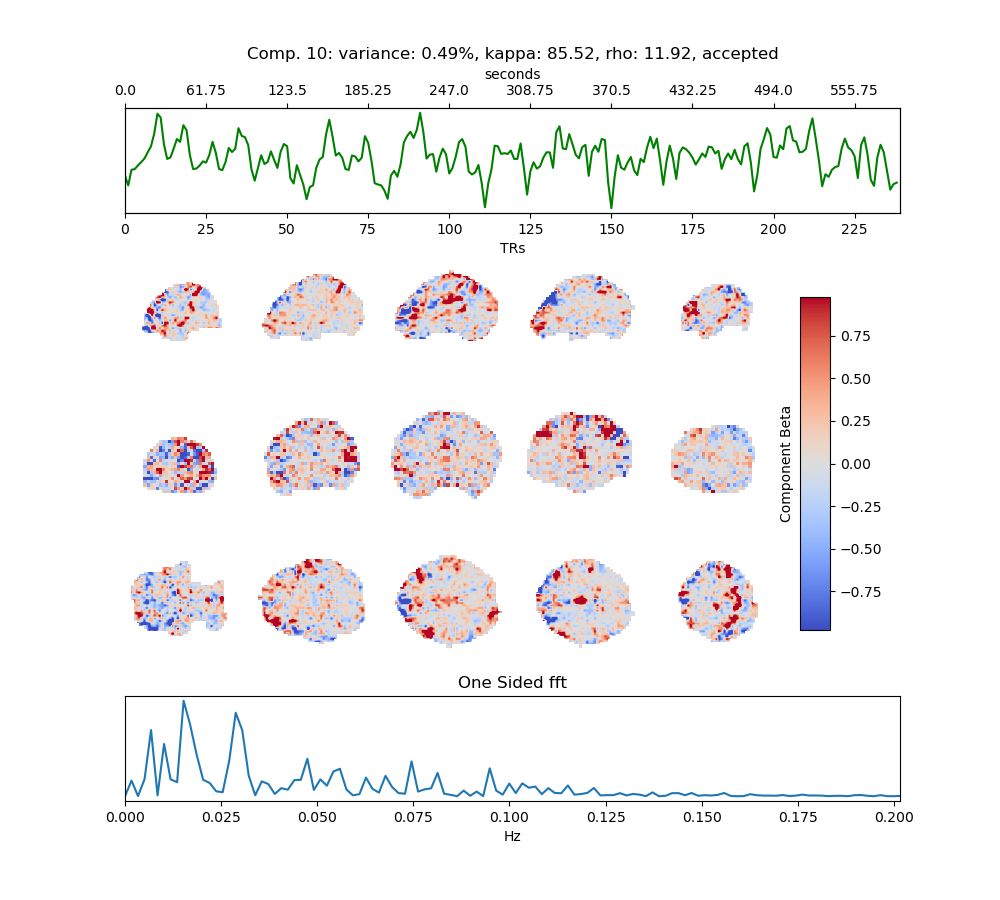 Comp. 10: variance: 0.49%, kappa: 85.52, rho: 11.92, accepted
seconds
0.0 61.75 123.5 185.25 247.0 308.75 370.5 432.25 494.0 555.75
0 25 50 75 100 125 150 175 200 225
TRs
0.75
0.50
0.25
0.00
−0.25
−0.50
−0.75
Component Beta
One Sided fft
0.000 0.025 0.050 0.075 0.100 0.125 0.150 0.175 0.200
Hz